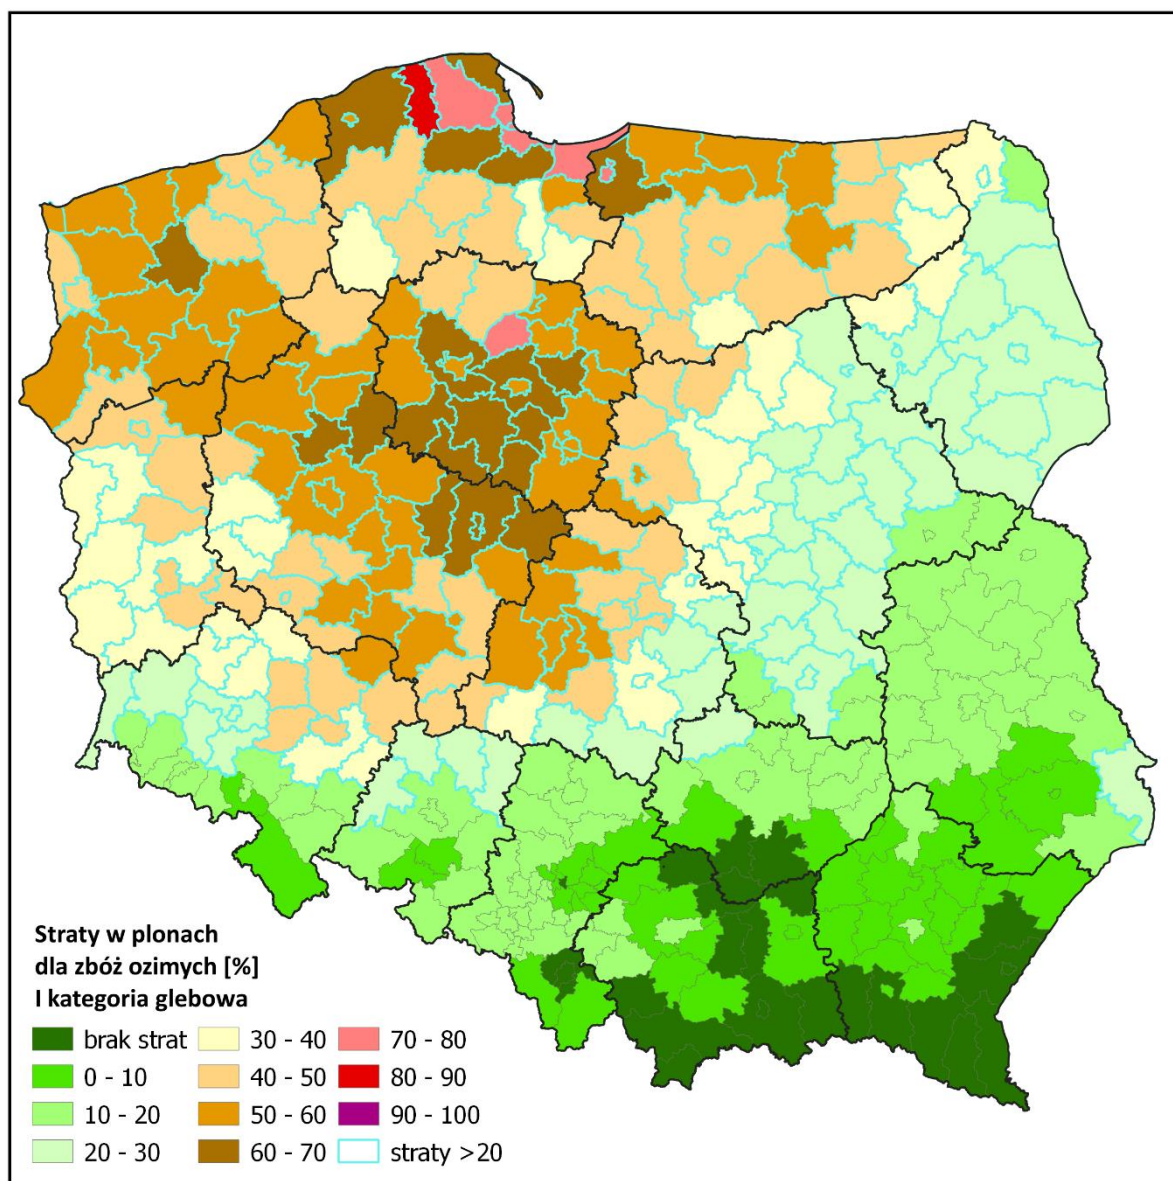 Straty w plonach
dla zbóż ozimych [%]
I kategoria glebowa
brak strat
0 - 10
10 - 20
20 - 30
30 - 40
40 - 50
50 - 60
60 - 70
70 - 80
80 - 90
90 - 100
straty >20